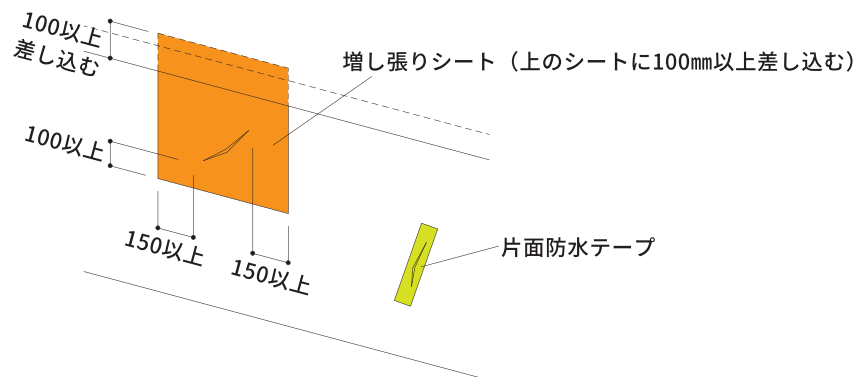 100以上
差し込む
増し張りシート（上のシートに100㎜以上差し込む）
100以上
150以上
150以上
片面防水テープ